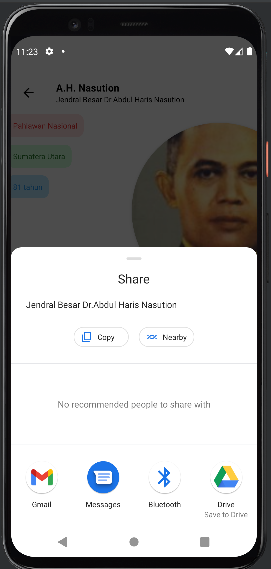 11:23
A.H. Nasution
Jendral Besar Dr.Abdul Haris Nasution
Pahlawan Nasional
Sumatera Utara
81 tahun
Share
Jendral Besar Dr.Abdul Haris Nasution
Copy
Nearby
No recommended people to share with
Gmail
Messages
Bluetooth
Drive
Save to Drive